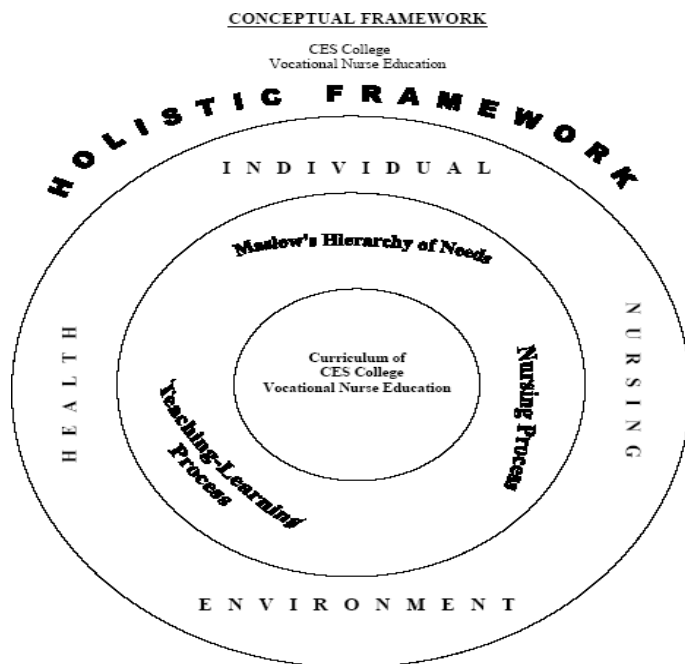 CONCEPTUAL FRAMEWORK
CES College
Vocational Nurse Education
HOLISTIC FRAMEWORK
INDIVIDUAL
Maslow's Hierarchy of Needs
HEALTH
NURSING
Curriculum of
CES College
Vocational Nurse Education
Nursing Process
Teaching-Learning
Process
ENVIRONMENT